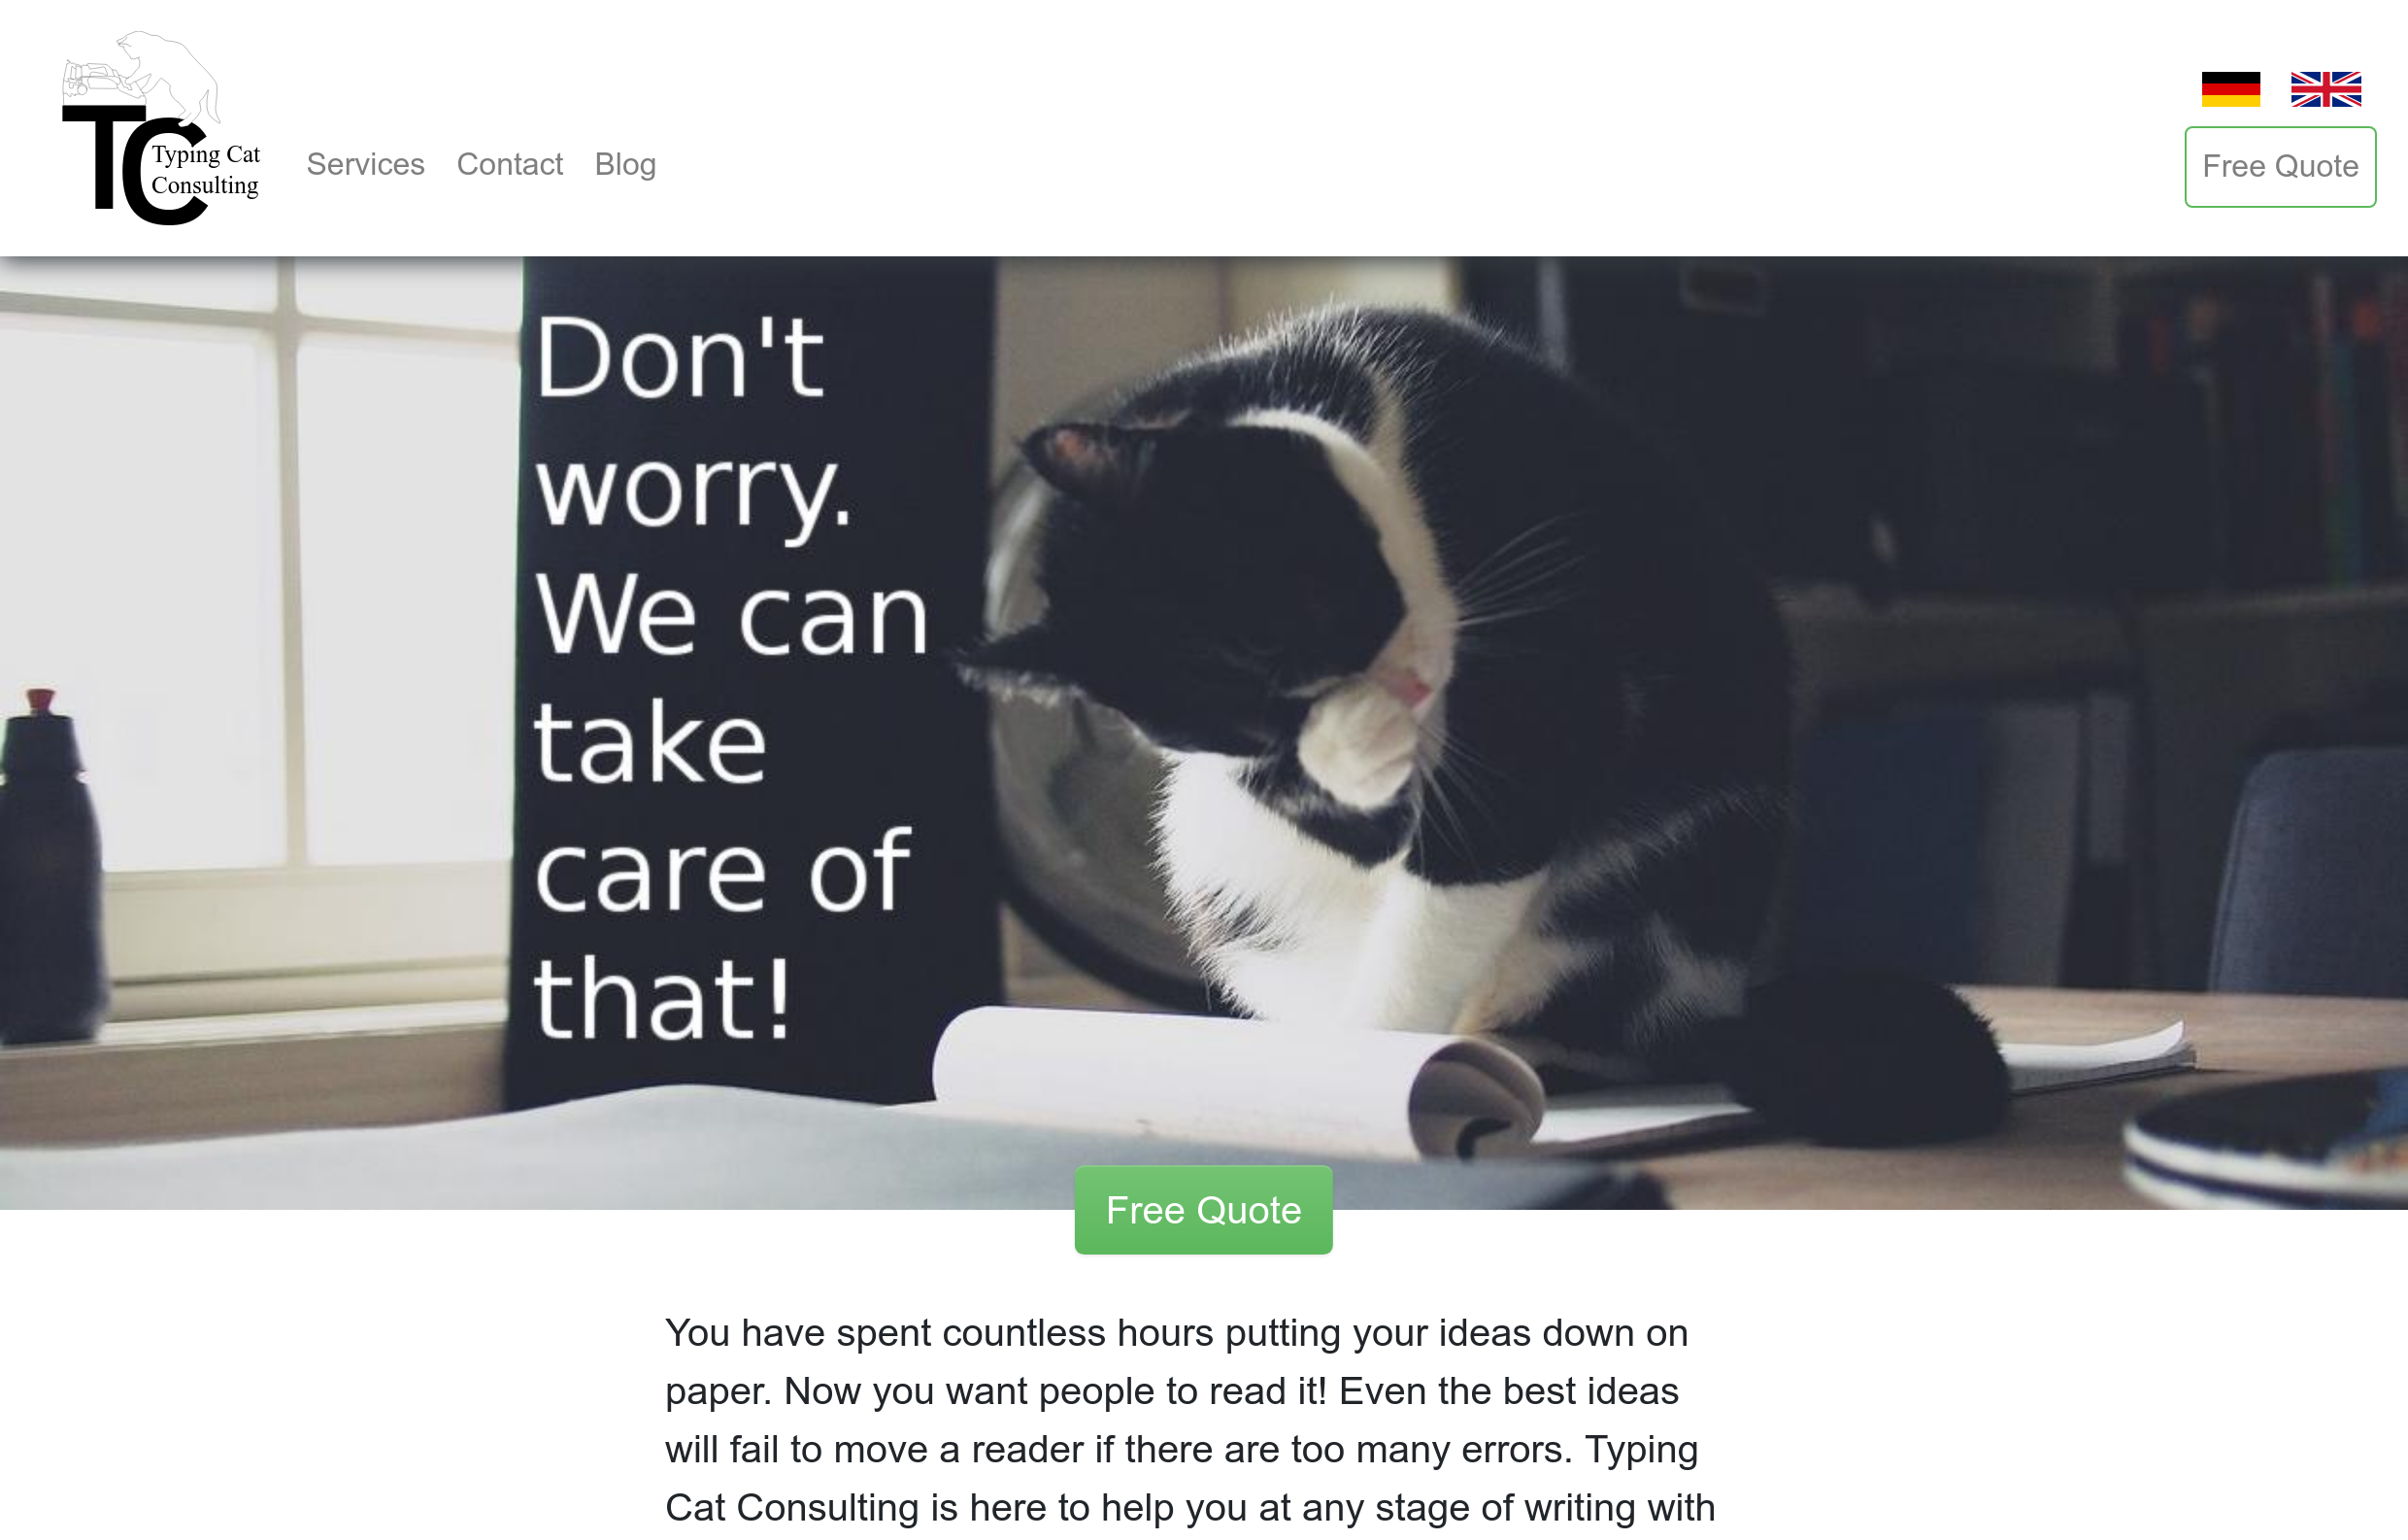 TC
Typing Cat
Consulting
Services
Contact
Blog
Free Quote
Don't
worry.
We can
take
care of
that!
Free Quote
You have spent countless hours putting your ideas down on
paper. Now you want people to read it! Even the best ideas
will fail to move a reader if there are too many errors. Typing
Cat Consulting is here to help you at any stage of writing with